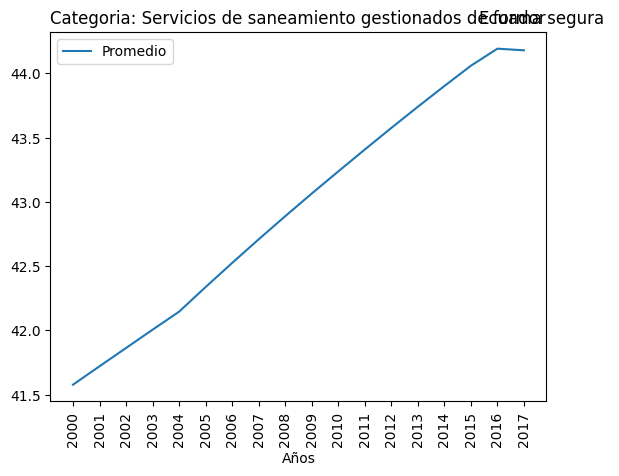 Categoria: Servicios de saneamiento gestionados de forma segura
Ecuador
Promedio
44.0
43.5
43.0
42.5
42.0
41.5
2000 2001 2002 2003 2004 2005 2006 2007 2008 2009 2010 2011 2012 2013 2014 2015 2016 2017
Años